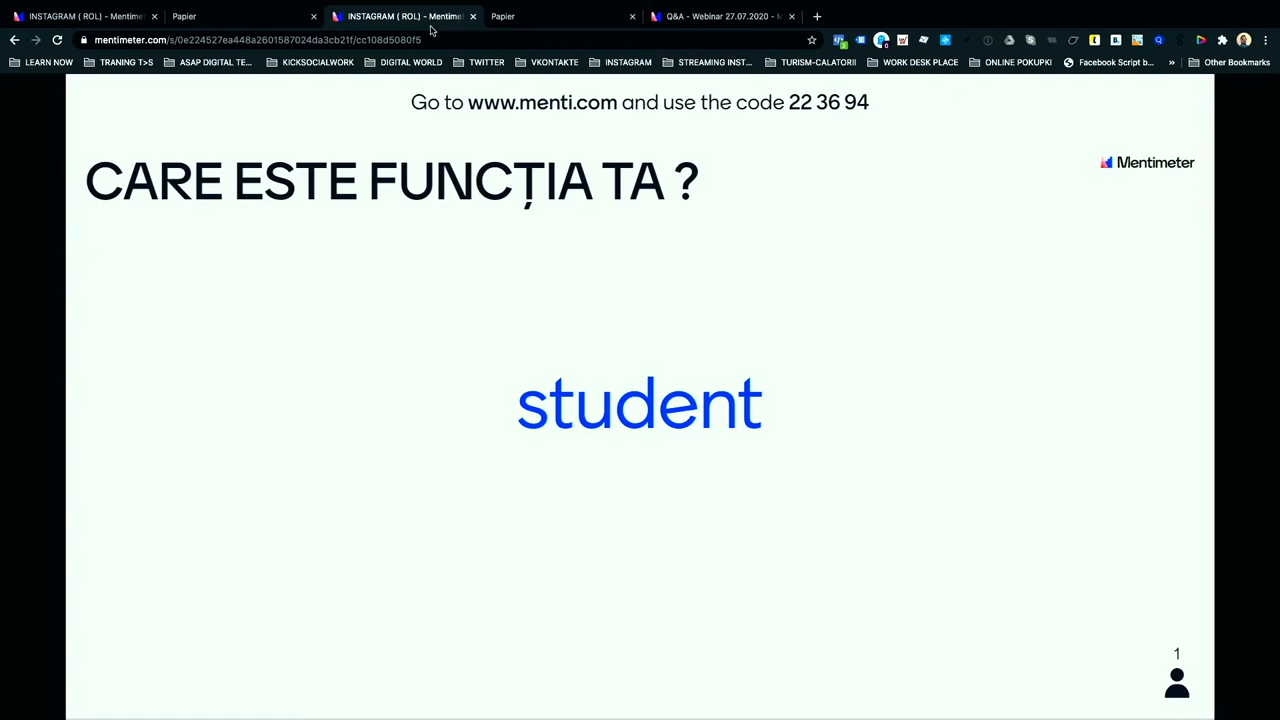 INSTAGRAM ( ROL) - Mentime
Papier
INSTAGRAM ( ROL) - Mentime
Papier
Q&A - Webinar 27.07.2020 - M
mentimeter.com/s/0e224527ea448a2601587024da3cb21f/cc108d5080f5
LEARN NOW
TRANING T>S
ASAP DIGITAL TE...
KICKSOCIALWORK
DIGITAL WORLD
TWITTER
VKONTAKTE
INSTAGRAM
STREAMING INST...
TURISM-CALATORII
WORK DESK PLACE
ONLINE POKUPKI
Facebook Script b...
»
Other Bookmarks
Go to www.menti.com and use the code 22 36 94
CARE ESTE FUNCȚIA TA ?
Mentimeter
student
1